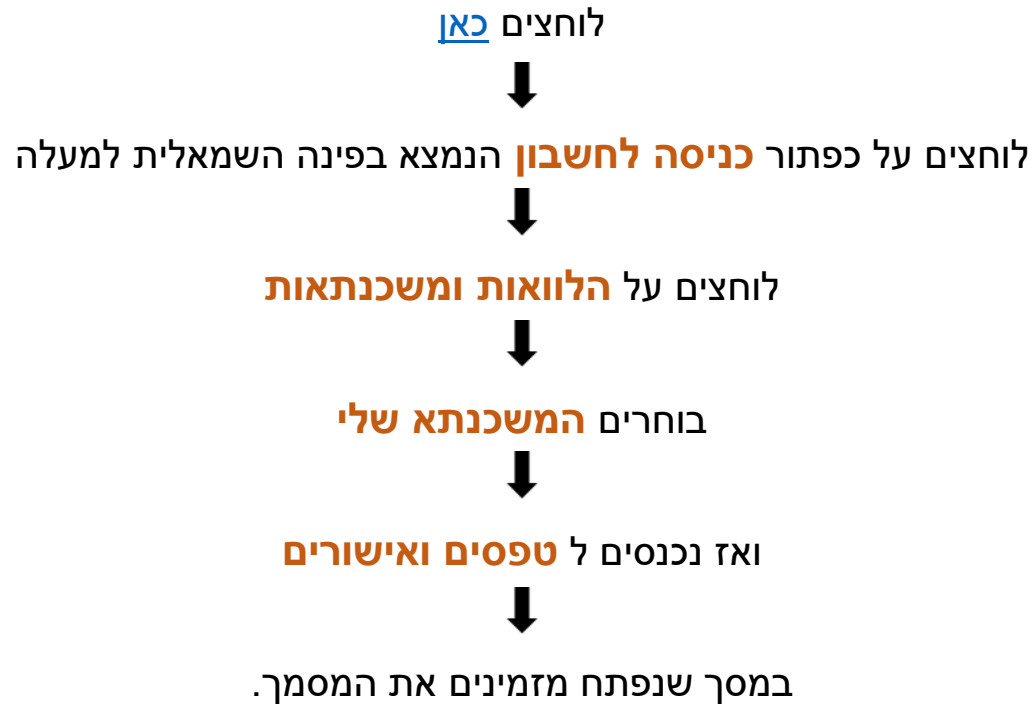 לוחצים כאן
לוחצים על כפתור כניסה לחשבון הנמצא בפינה השמאלית למעלה
לוחצים על הלוואות ומשכנתאות
בוחרים המשכנתא שלי
ואז נכנסים ל טפסים ואישורים
במסך שנפתח מזמינים את המסמך.